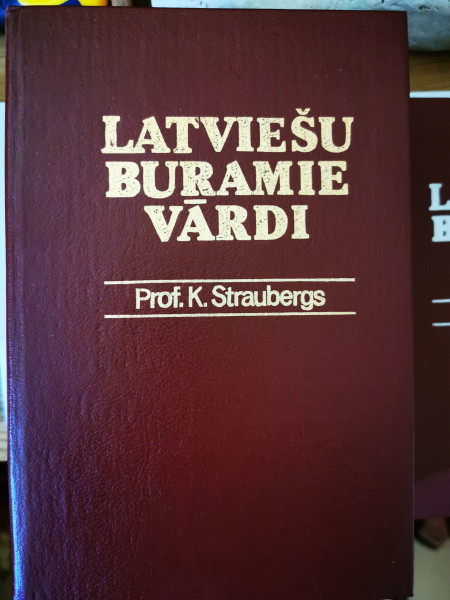 LATVIEŠU
BURAMIE
VĀRDI
Prof. K. Straubergs
L
B